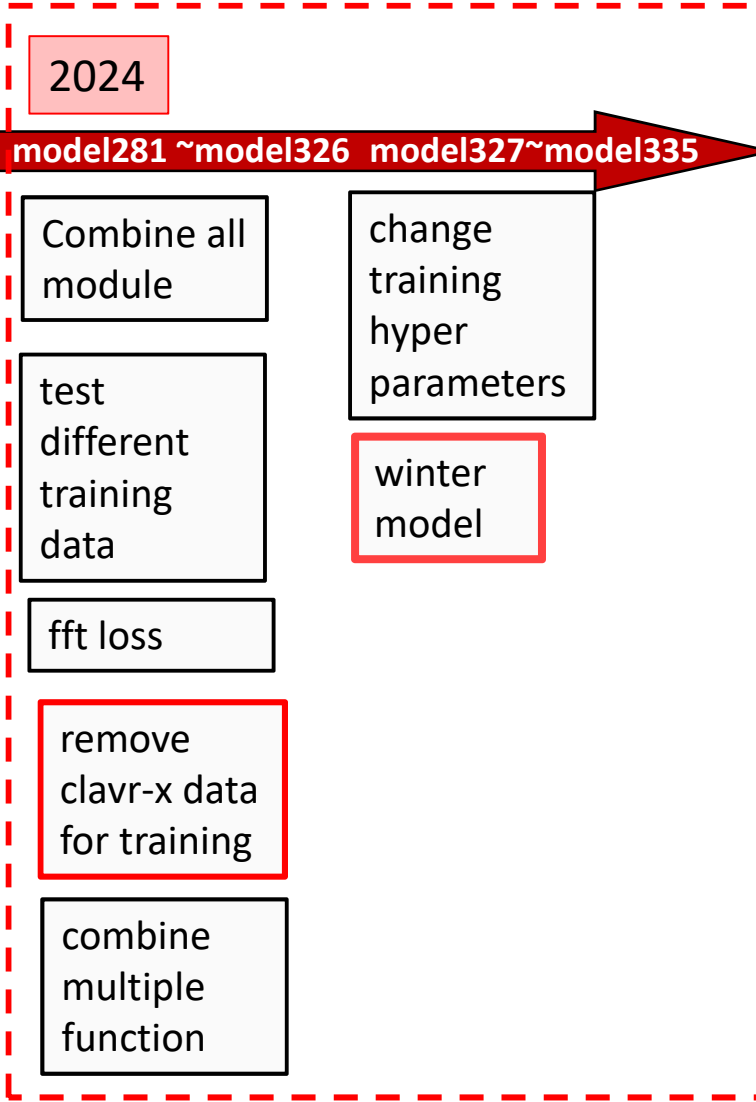 2024
model281 ~model326 model327~model335
Combine all
module
test
different
training
data
fft loss
remove
clavr-x data
for training
combine
multiple
function
change
training
hyper
parameters
winter
model